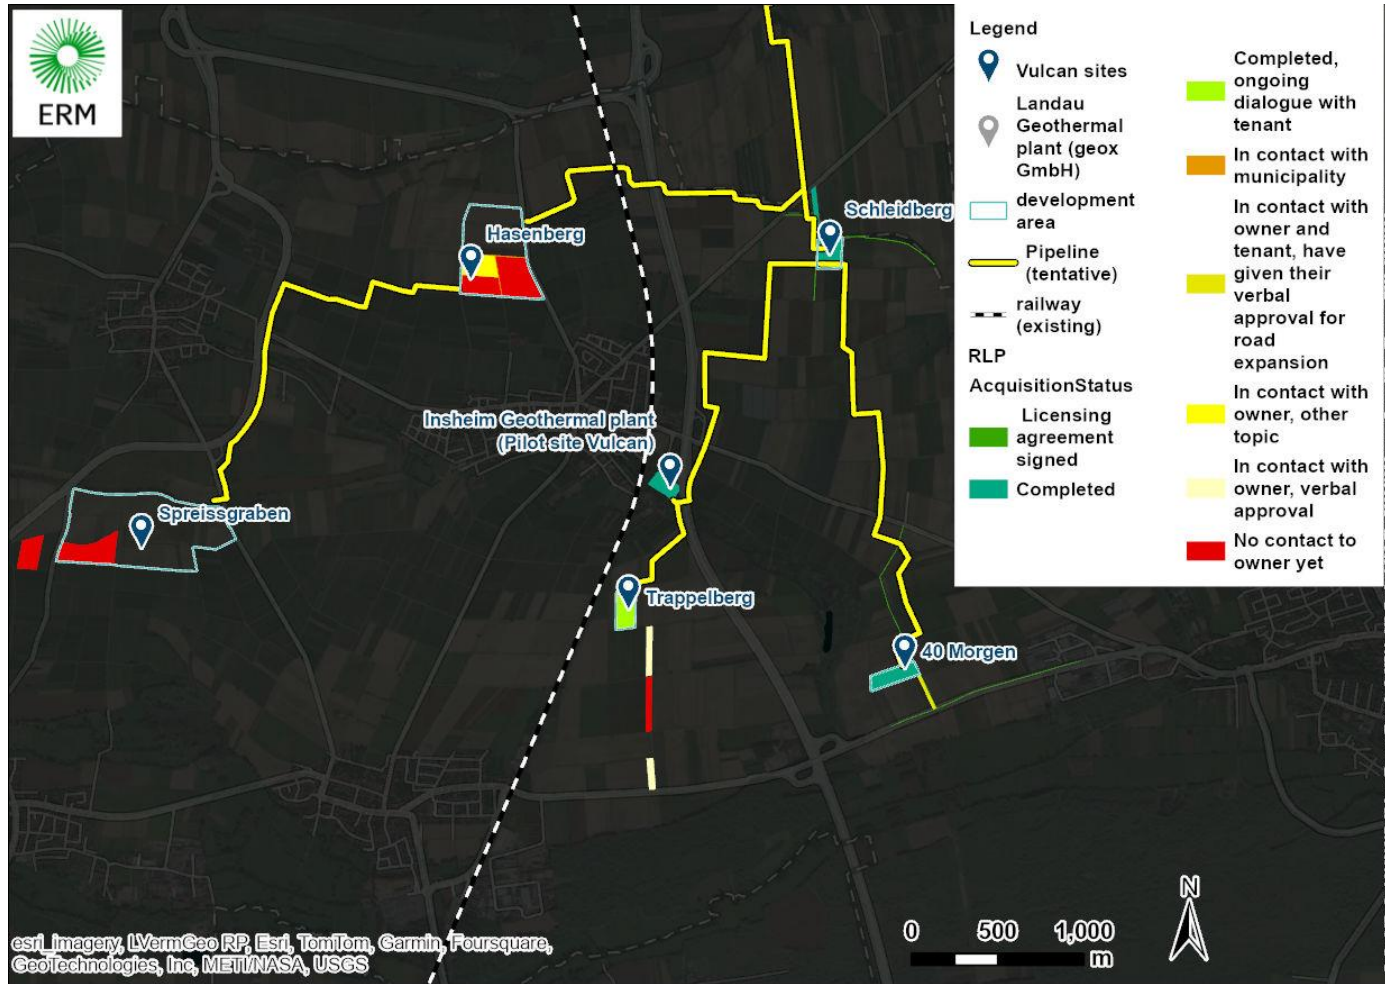 ERM
Hasenberg
Schleidberg
Insheim Geothermal plant
(Pilot site Vulcan)
Spreissgraben
Trappelberg
40 Morgen
Legend
Vulcan sites
Landau
Geothermal
plant (geox
GmbH)
development
area
Pipeline
(tentative)
railway
(existing)
RLP
AcquisitionStatus
Licensing
agreement
signed
Completed
Completed,
ongoing
dialogue with
tenant
In contact with
municipality
In contact with
owner and
tenant, have
given their
verbal
approval for
road
expansion
In contact with
owner, other
topic
In contact with
owner, verbal
approval
No contact to
owner yet
N
0 500 1,000
m
esri_imagery, LVermGeo RP, Esri, TomTom, Garmin, Foursquare,
GeoTechnologies, Inc, METI/NASA, USGS